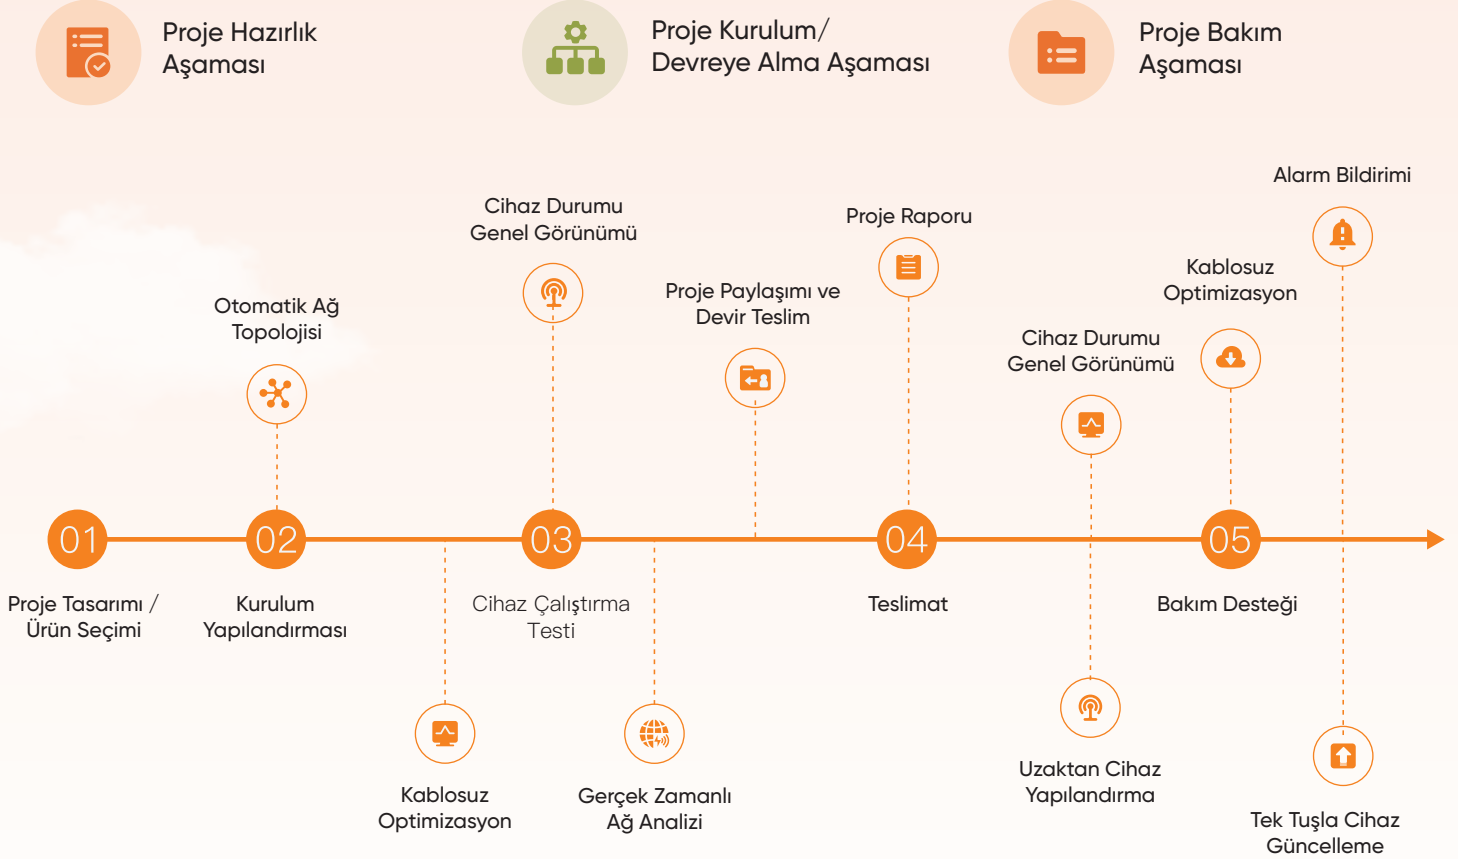 Proje Hazırlık
Aşaması
Proje Kurulum/
Devreye Alma Aşaması
Proje Bakım
Aşaması
Alarm Bildirimi
Cihaz Durumu
Genel Görünümü
Proje Raporu
Kablosuz
Optimizasyon
Proje Paylaşımı ve
Devir Teslim
Otomatik Ağ
Topolojisi
Cihaz Durumu
Genel Görünümü
01
02
03
04
05
Proje Tasarımı /
Ürün Seçimi
Kurulum
Yapılandırması
Cihaz Çalıştırma
Testi
Teslimat
Bakım Desteği
Kablosuz
Optimizasyon
Gerçek Zamanlı
Ağ Analizi
Uzaktan Cihaz
Yapılandırma
Tek Tuşla Cihaz
Güncelleme